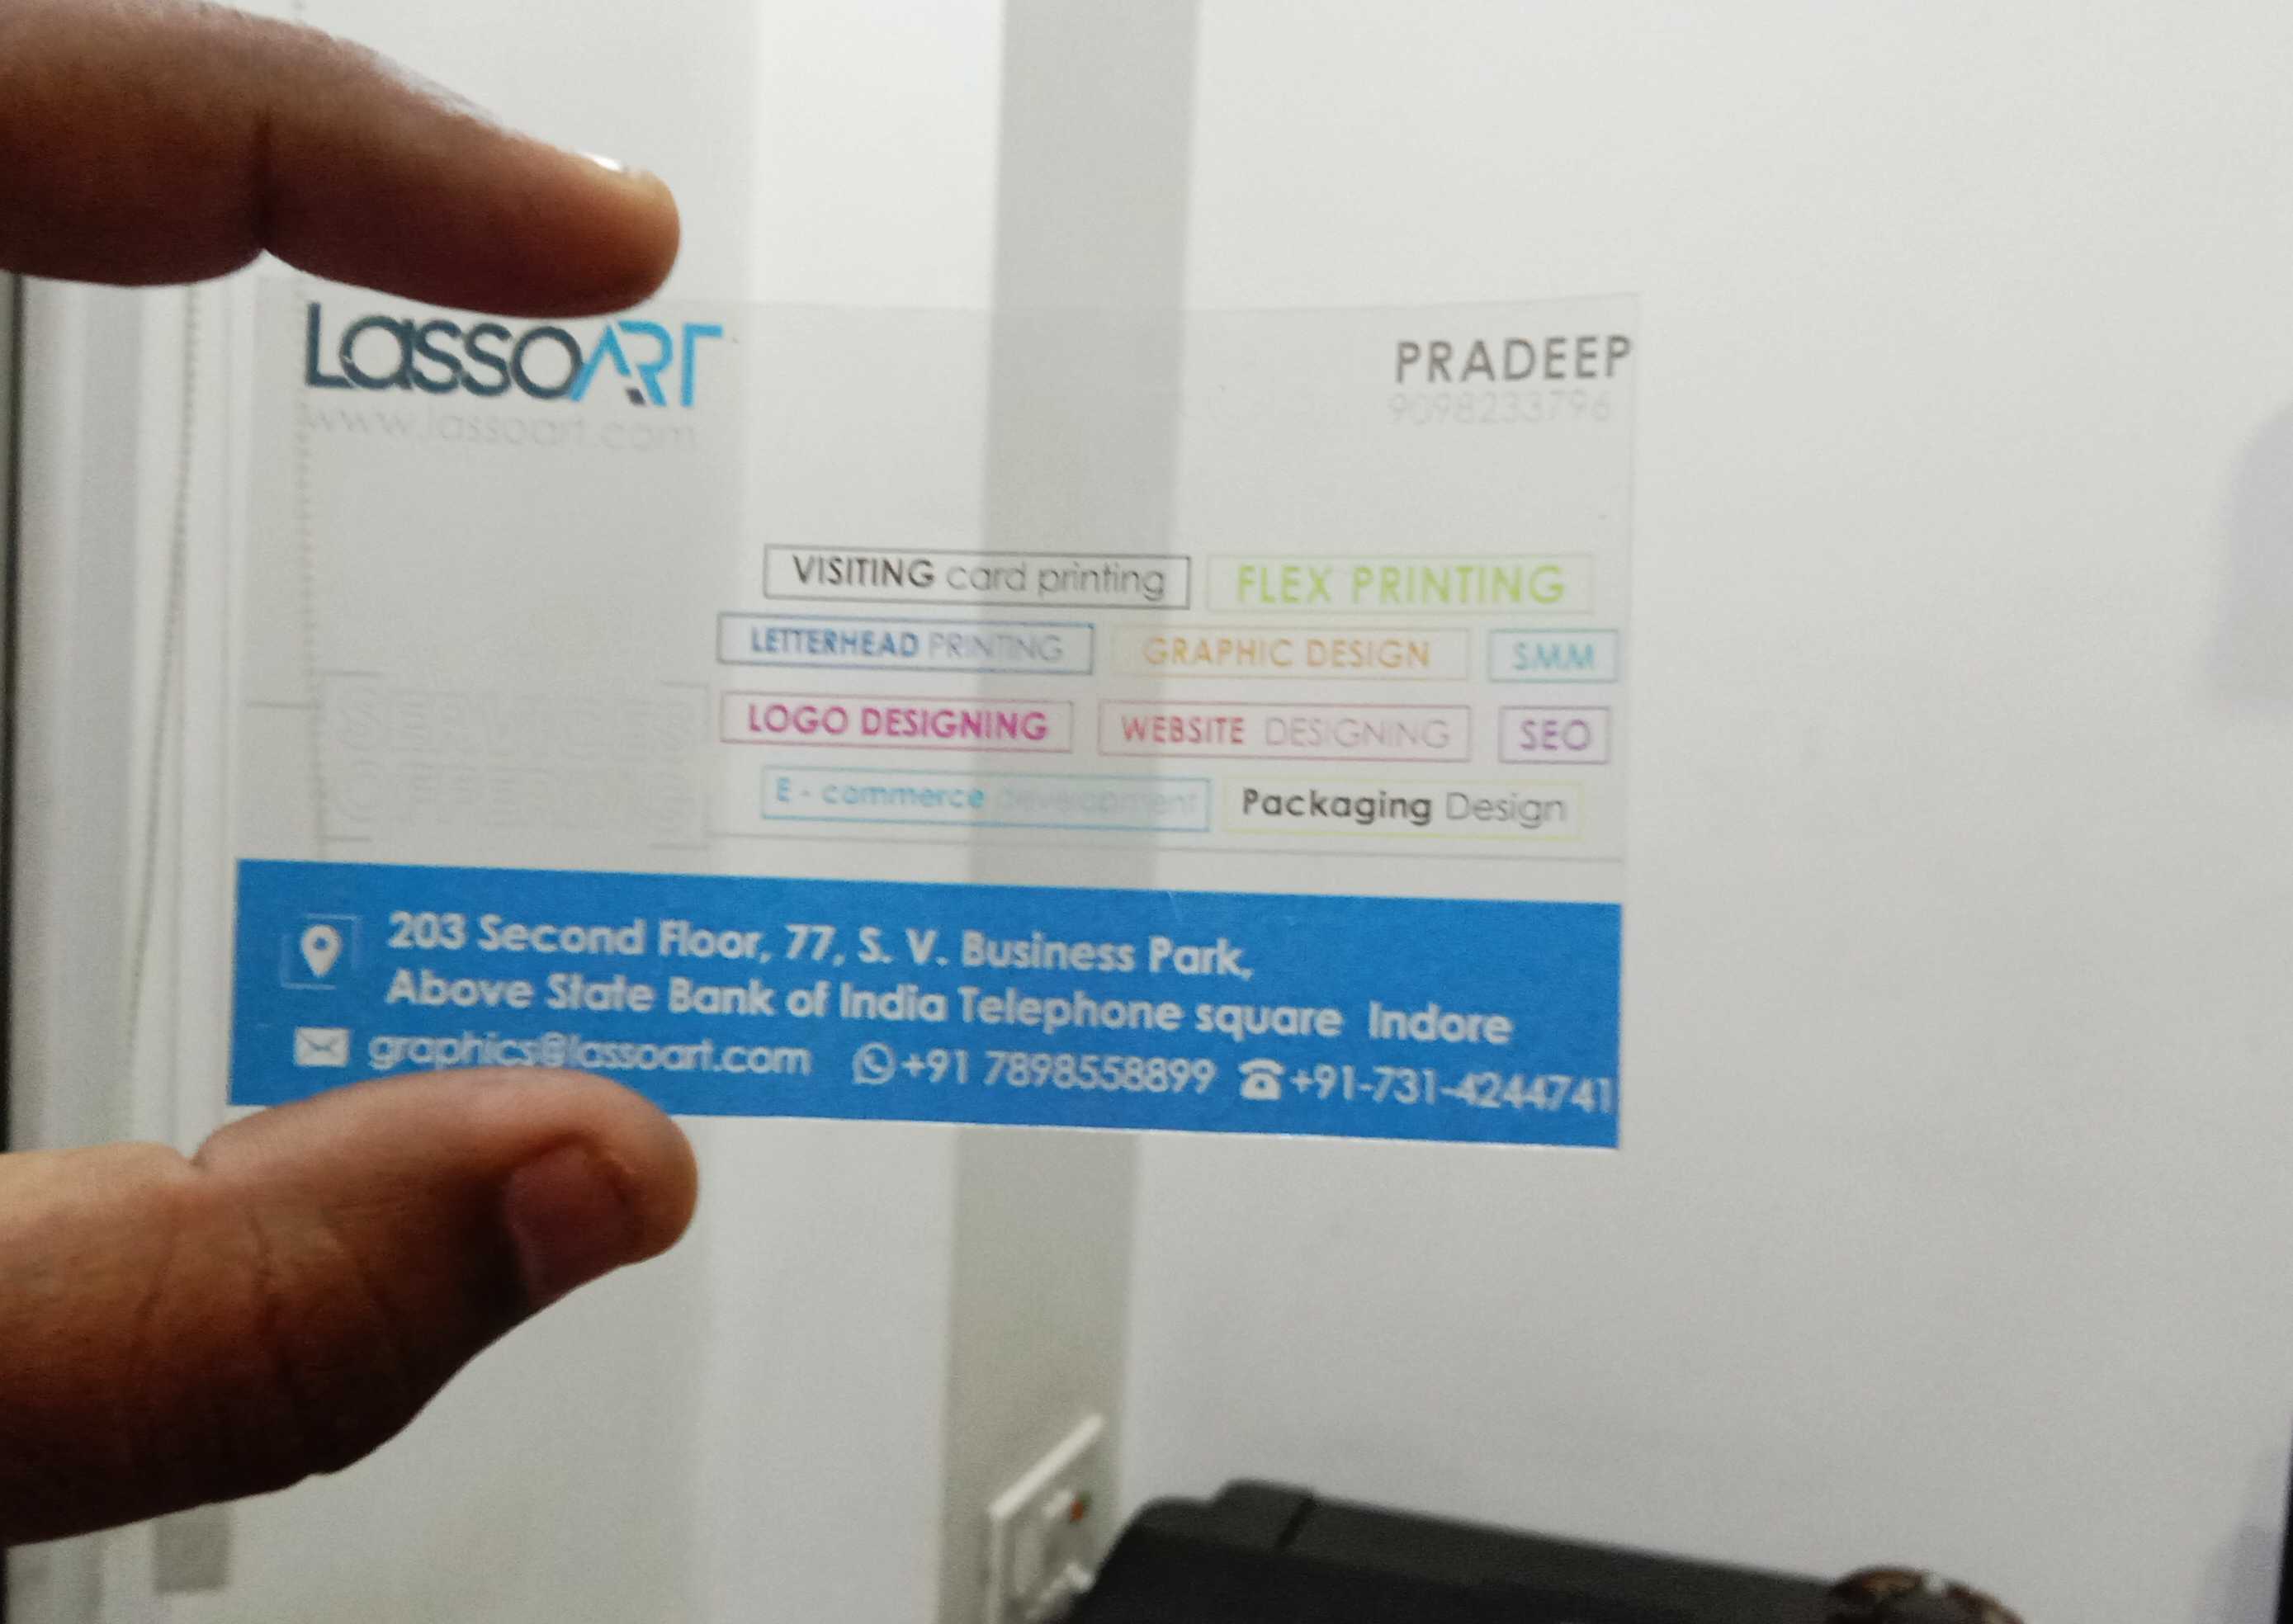 LassoART
www.lassoart.com
PRADEEP
9098233796
VISITING card printing
FLEX PRINTING
LETTERHEAD PRINTING
GRAPHIC DESIGN
SMM
LOGO DESIGNING
WEBSITE DESIGNING
SEO
E - commerce development
Packaging Design
SERVICES
203 Second Floor, 77, S. V. Business Park,
Above State Bank of India Telephone square Indore
graphics@lassoart.com +91 7898558899 +91-731-4244741